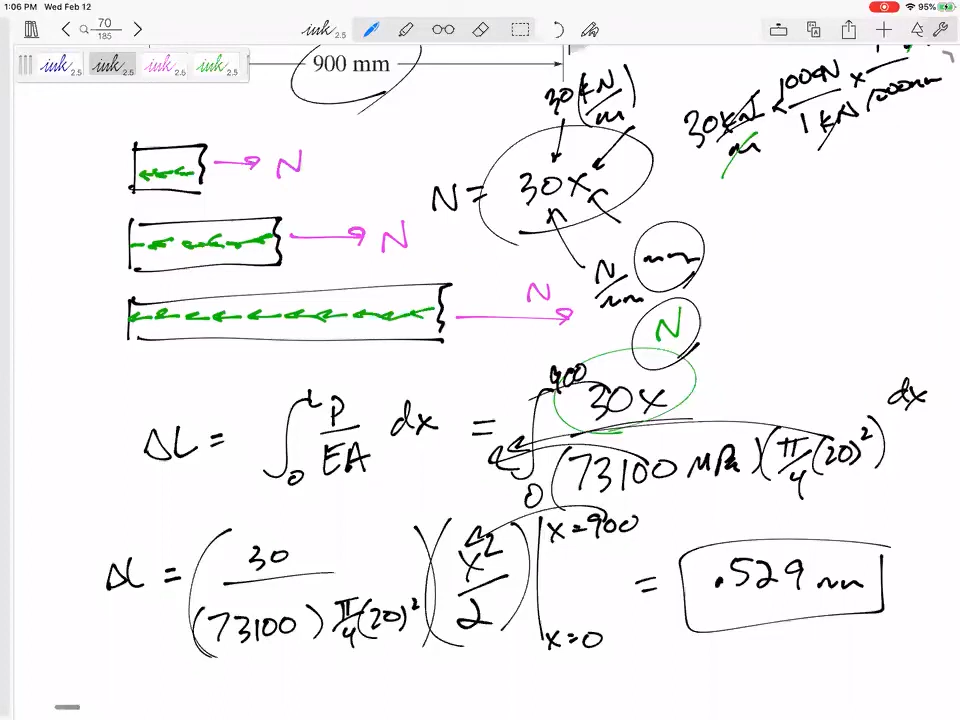 1:06 PM Wed Feb 12 95%
70
185
ink 2.5
ink 2.5 ink 2.5 ink 2.5 ink 2.5
900 mm
30 (kN/m)
30 kN/m × 1000N/1kN × 1/1000mm
N
N = 30x
N
N/mm mm
N
N
ΔL = ∫₀ᴸ P/EA dx = ∫₀⁹⁰⁰ 30x / (73100 MPa)(π/4 (20)²) dx
ΔL = (30 / (73100) π/4 (20)²)(x²/2) | x=900 x=0 = .529 mm